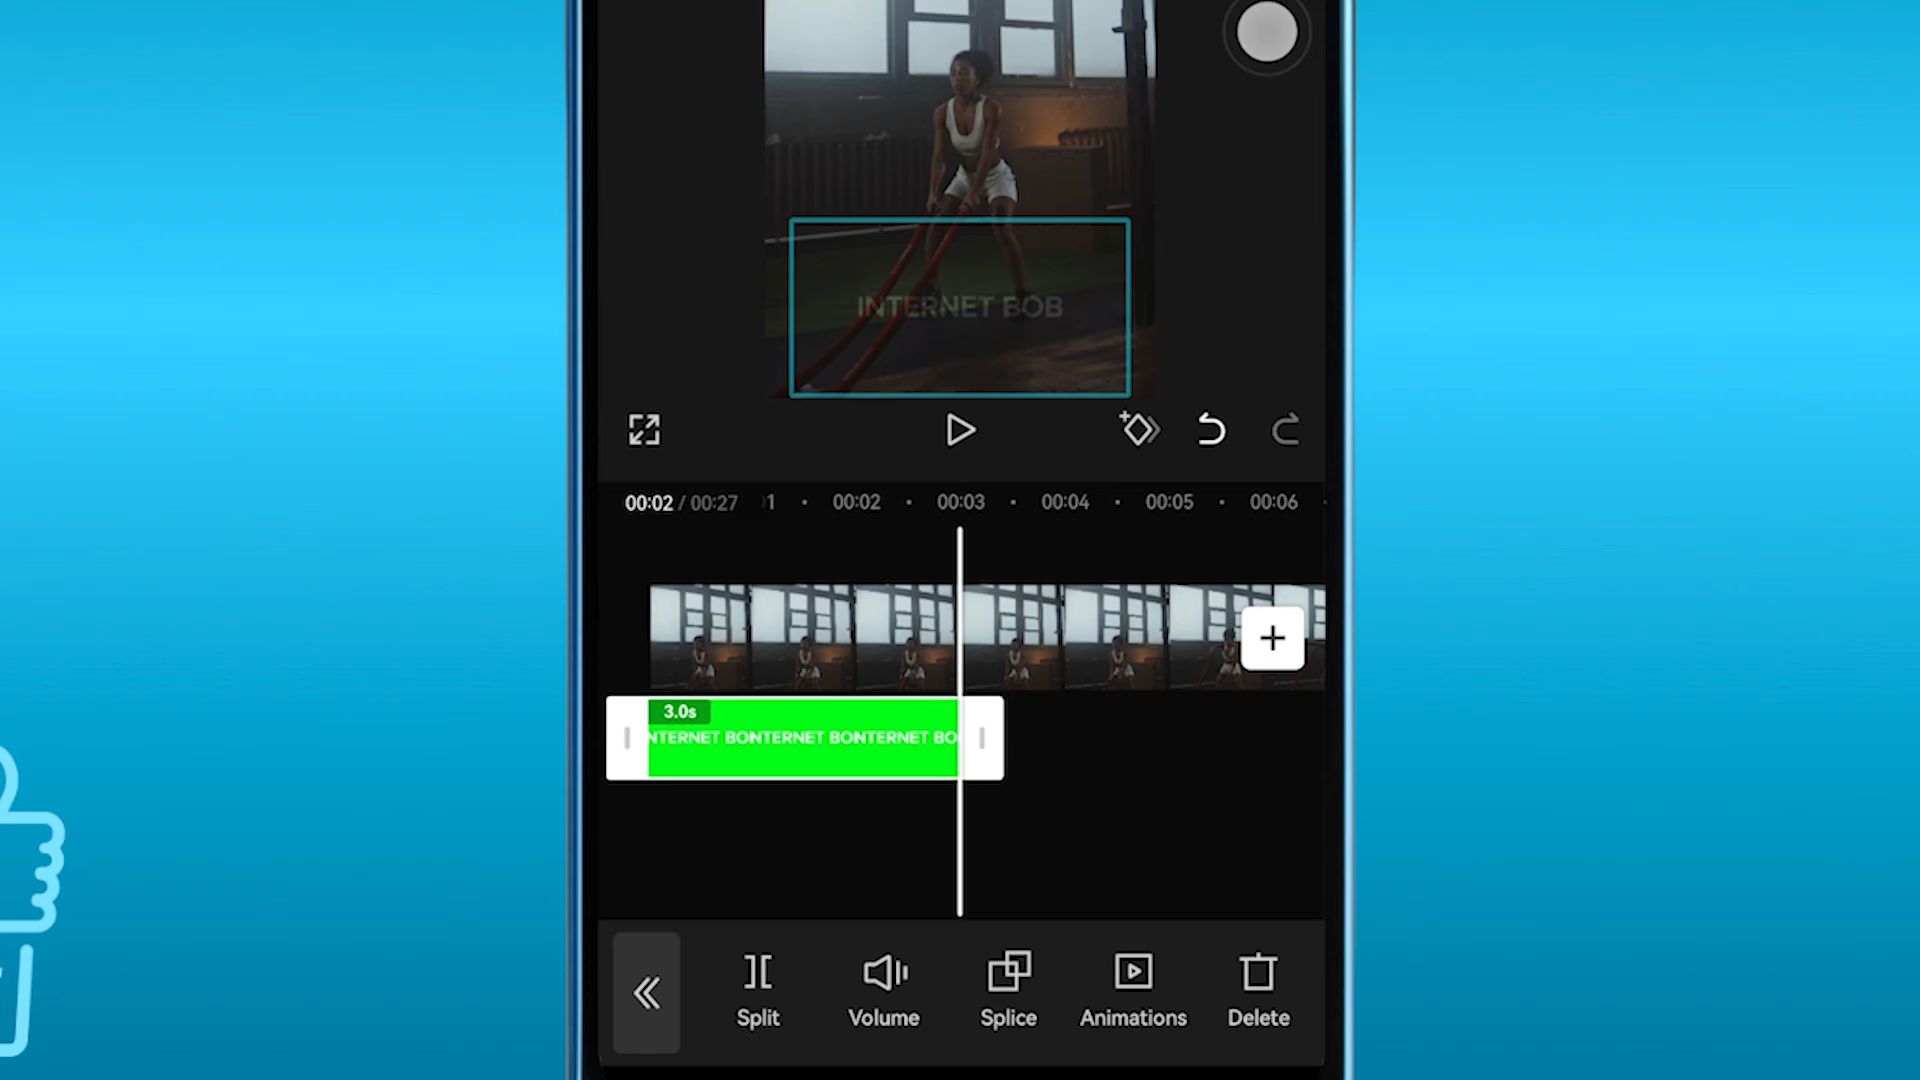 INTERNET BOB
00:02 / 00:27 1 • 00:02 • 00:03 • 00:04 • 00:05 • 00:06
3.0s
NTERNET BONTERNET BONTERNET BO
Split Volume Splice Animations Delete